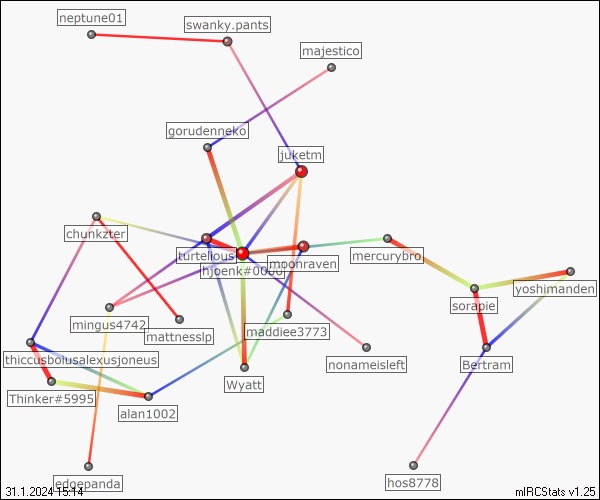 neptune01
swanky.pants
majestico
gorudenneko
juketm
chunkzter
turtelious
hjoenk#0000
moonraven
mercurybro
yoshimanden
sorapie
mingus4742
mattnesslp
maddiee3773
thiccusbolusalexusjoneus
nonameisleft
Bertram
Wyatt
Thinker#5995
alan1002
edgepanda
hos8778
31.1.2024 15:14
mIRCStats v1.25